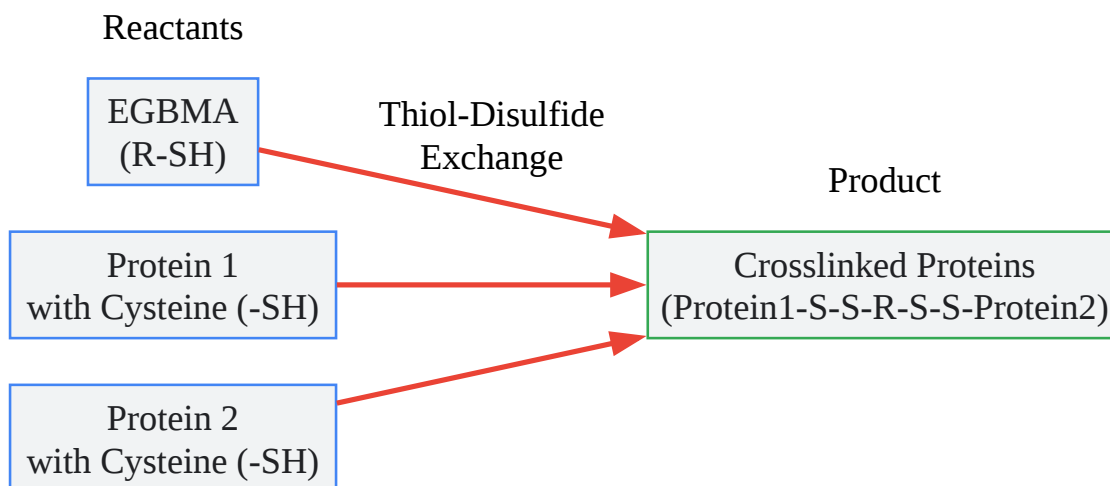 Reactants
EGBMA
(R-SH)
Thiol-Disulfide
Exchange
Product
Protein 1
with Cysteine (-SH)
Crosslinked Proteins
(Protein1-S-S-R-S-S-Protein2)
Protein 2
with Cysteine (-SH)